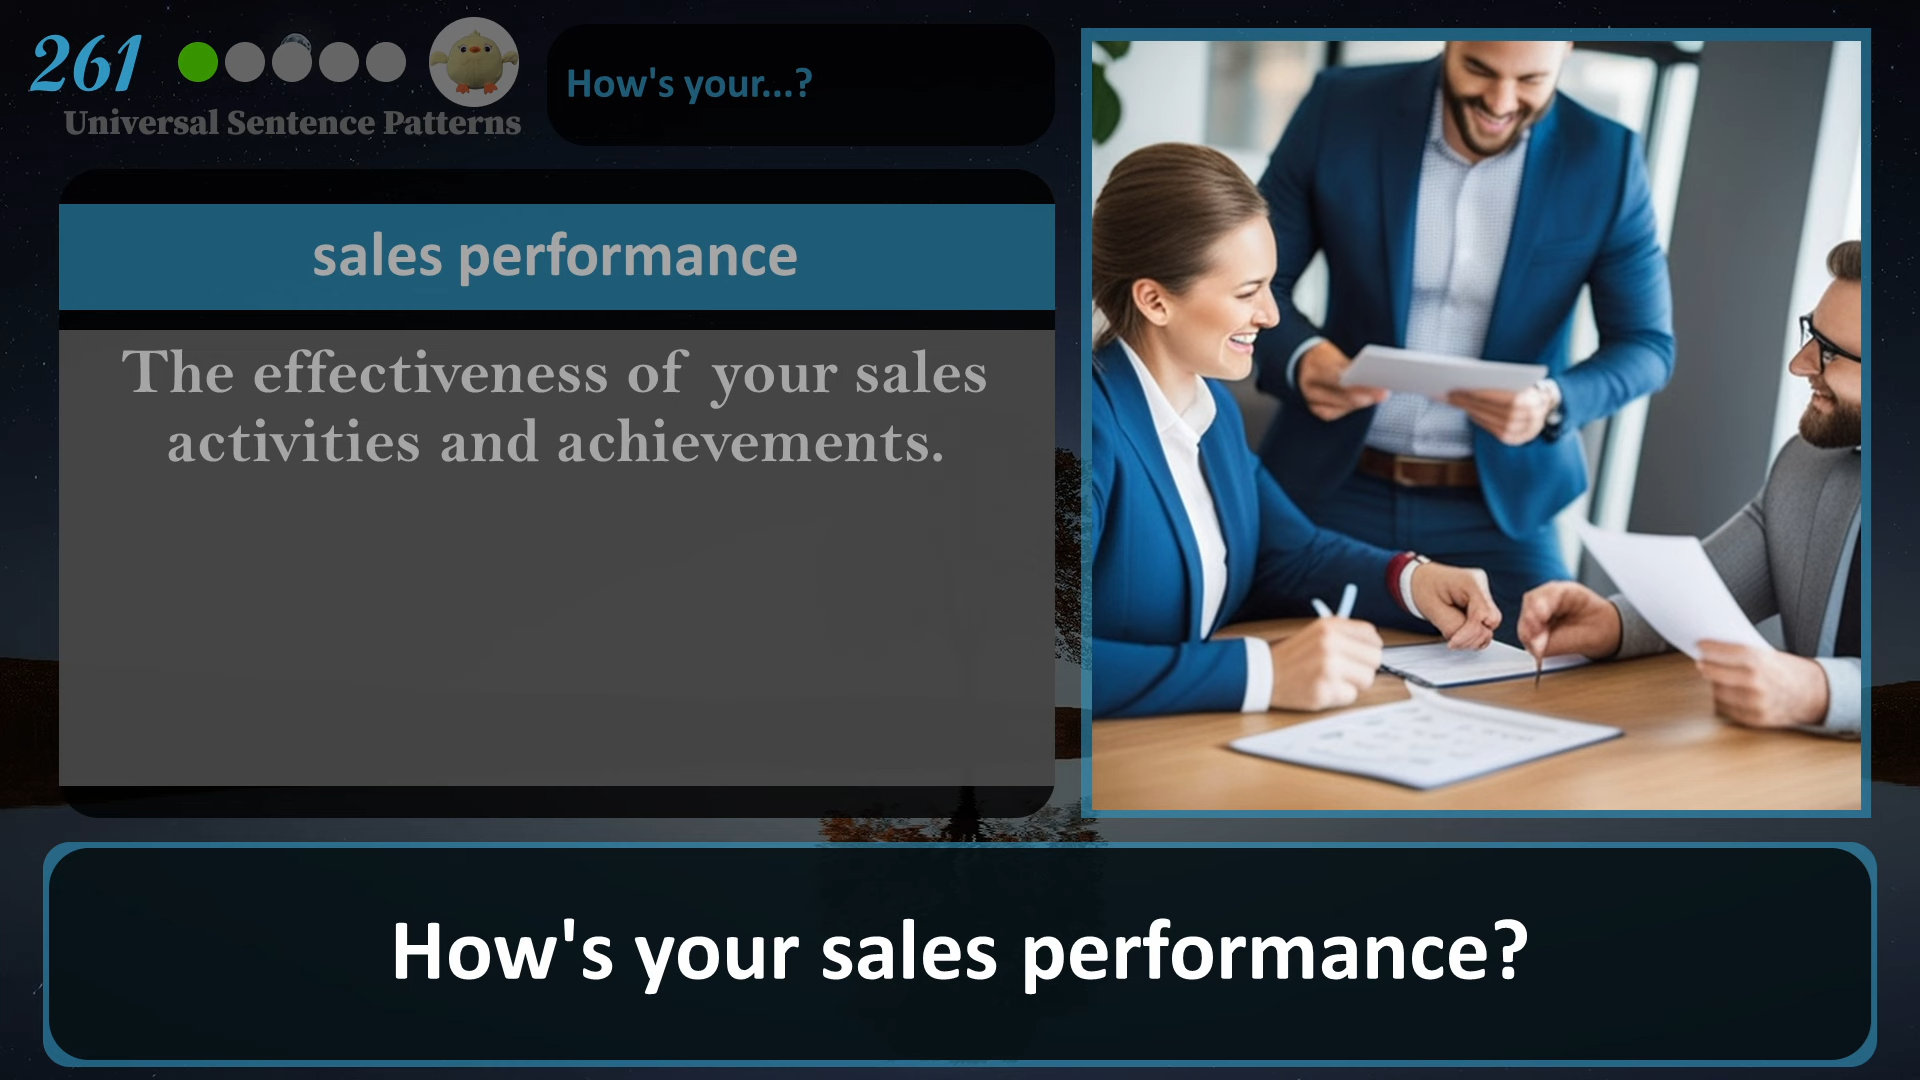 261
Universal Sentence Patterns
How's your...?
sales performance
The effectiveness of your sales
activities and achievements.
How's your sales performance?